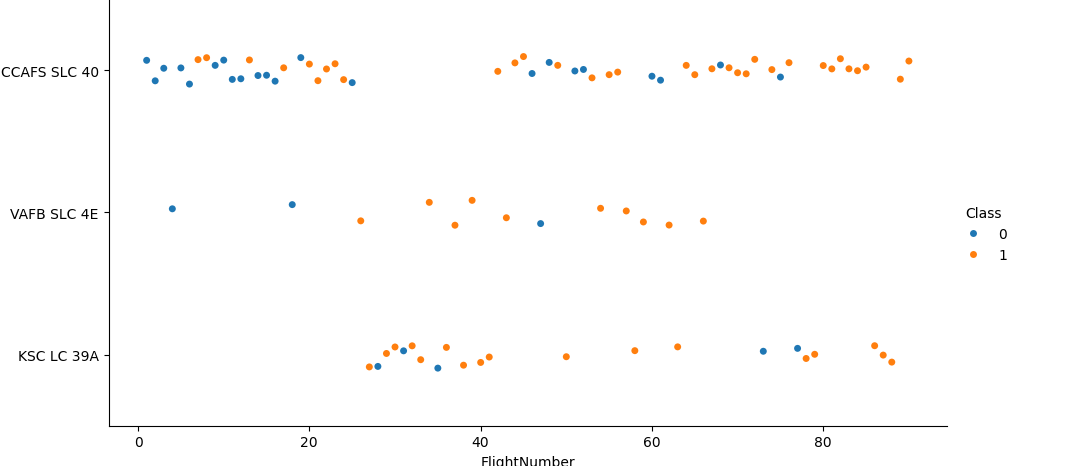 CCAFS SLC 40
VAFB SLC 4E
KSC LC 39A
0 20 40 60 80
FlightNumber
Class
0
1